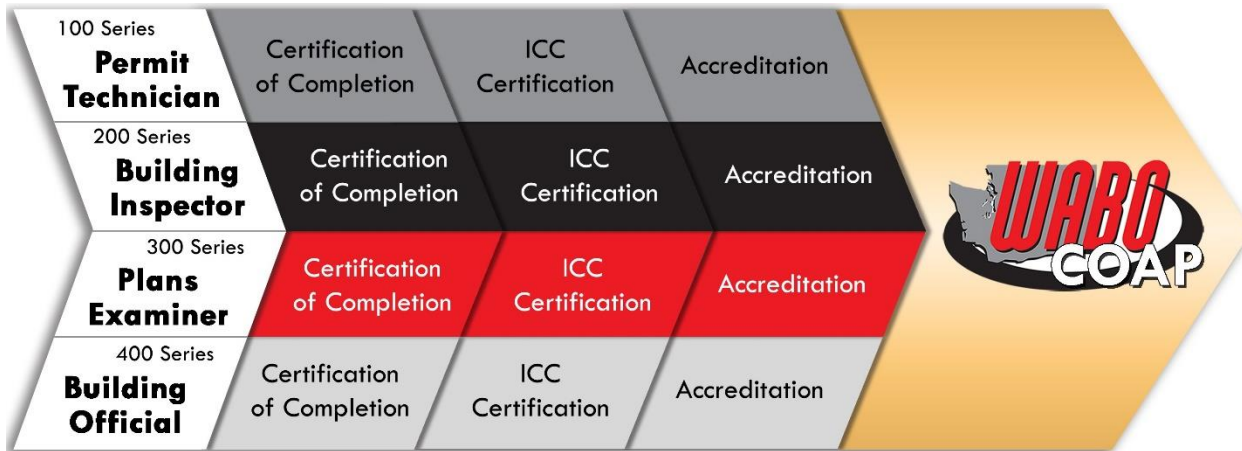 100 Series
Permit
Technician
Certification
of Completion
ICC
Certification
Accreditation
200 Series
Building
Inspector
Certification
of Completion
ICC
Certification
Accreditation
300 Series
Plans
Examiner
Certification
of Completion
ICC
Certification
Accreditation
400 Series
Building
Official
Certification
of Completion
ICC
Certification
Accreditation
WABO
COAP